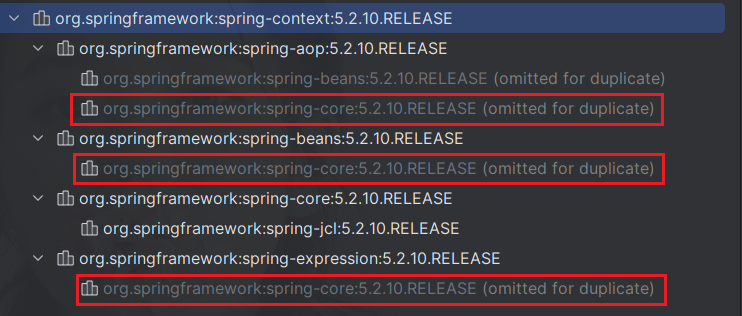 org.springframework:spring-context:5.2.10.RELEASE
org.springframework:spring-aop:5.2.10.RELEASE
org.springframework:spring-beans:5.2.10.RELEASE (omitted for duplicate)
org.springframework:spring-core:5.2.10.RELEASE (omitted for duplicate)
org.springframework:spring-beans:5.2.10.RELEASE
org.springframework:spring-core:5.2.10.RELEASE (omitted for duplicate)
org.springframework:spring-core:5.2.10.RELEASE
org.springframework:spring-jcl:5.2.10.RELEASE
org.springframework:spring-expression:5.2.10.RELEASE
org.springframework:spring-core:5.2.10.RELEASE (omitted for duplicate)